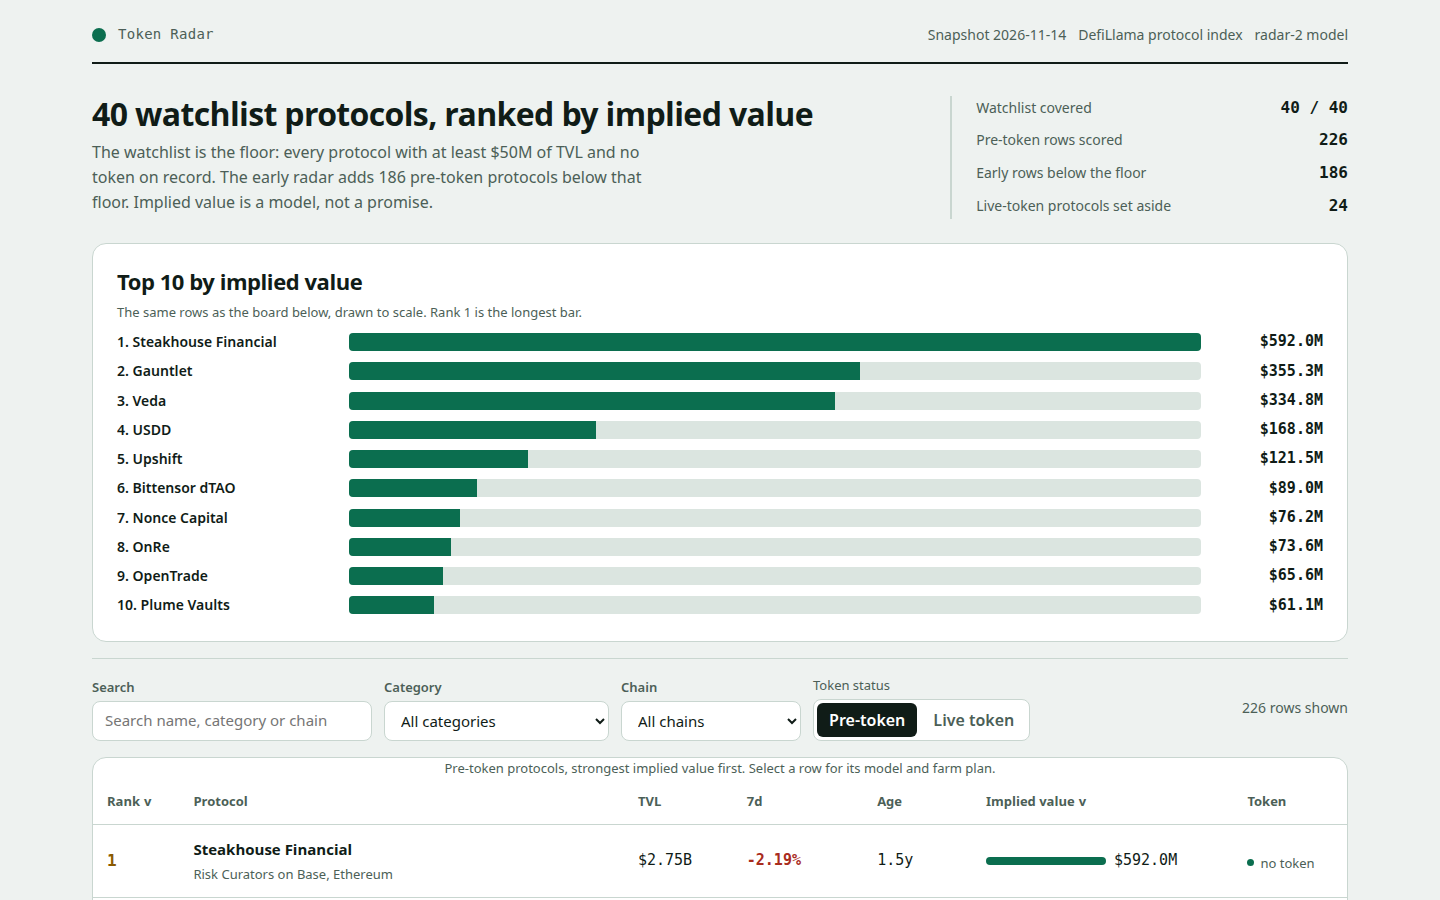 Token Radar
Snapshot 2026-11-14 DefiLlama protocol index radar-2 model
40 watchlist protocols, ranked by implied value
The watchlist is the floor: every protocol with at least $50M of TVL and no
token on record. The early radar adds 186 pre-token protocols below that
floor. Implied value is a model, not a promise.
Watchlist covered 40 / 40
Pre-token rows scored 226
Early rows below the floor 186
Live-token protocols set aside 24
Top 10 by implied value
The same rows as the board below, drawn to scale. Rank 1 is the longest bar.
1. Steakhouse Financial $592.0M
2. Gauntlet $355.3M
3. Veda $334.8M
4. USDD $168.8M
5. Upshift $121.5M
6. Bittensor dTAO $89.0M
7. Nonce Capital $76.2M
8. OnRe $73.6M
9. OpenTrade $65.6M
10. Plume Vaults $61.1M
Search Category Chain Token status
Search name, category or chain All categories All chains Pre-token Live token 226 rows shown
Pre-token protocols, strongest implied value first. Select a row for its model and farm plan.
Rank v Protocol TVL 7d Age Implied value v Token
1 Steakhouse Financial $2.75B -2.19% 1.5y $592.0M no token
Risk Curators on Base, Ethereum